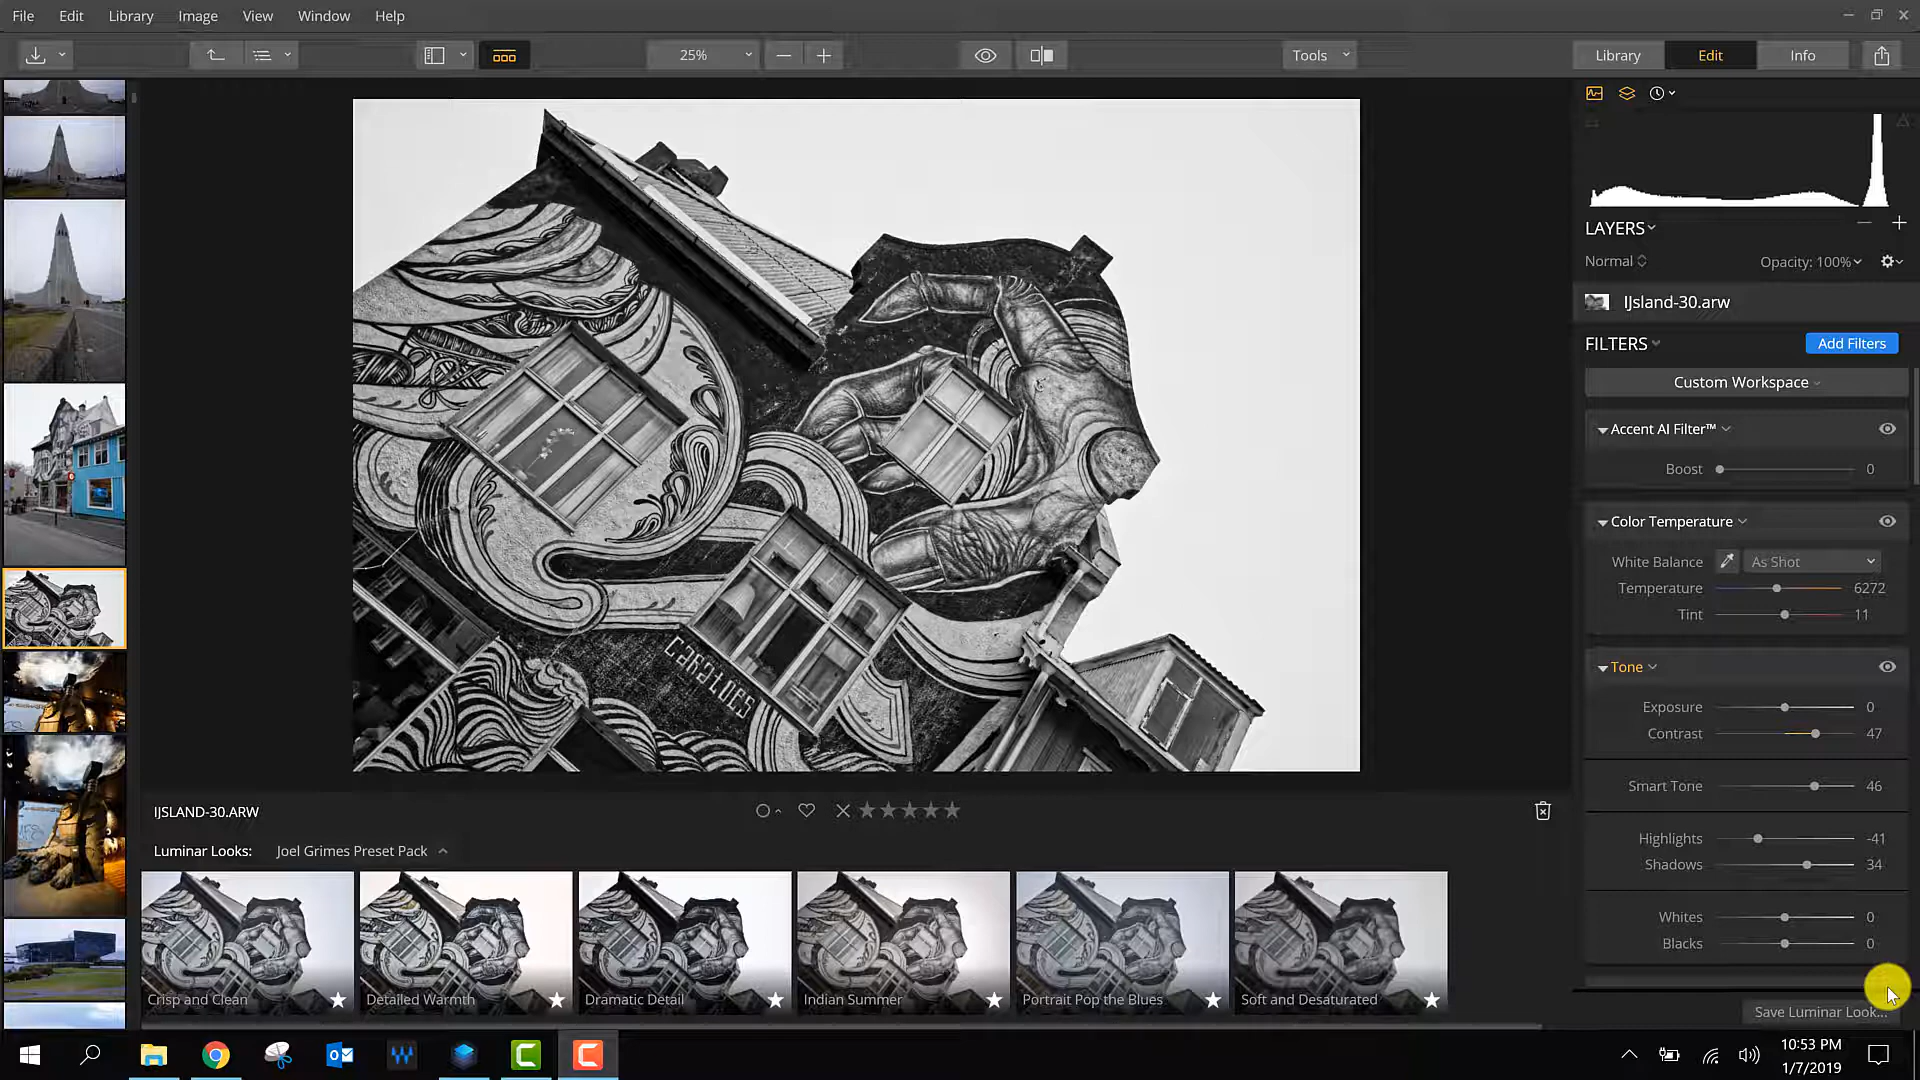 File Edit Library Image View Window Help
25% Tools Library Edit Info
LAYERS
Normal Opacity: 100%
IJsland-30.arw
FILTERS Add Filters
Custom Workspace
Accent AI Filter™
Boost 0
Color Temperature
White Balance As Shot
Temperature 6272
Tint 11
Tone
Exposure 0
Contrast 47
Smart Tone 46
Highlights -41
Shadows 34
Whites 0
Blacks 0
Save Luminar Look...
caratoes
IJSLAND-30.ARW
Luminar Looks: Joel Grimes Preset Pack
Crisp and Clean
Detailed Warmth
Dramatic Detail
Indian Summer
Portrait Pop the Blues
Soft and Desaturated
10:53 PM
1/7/2019